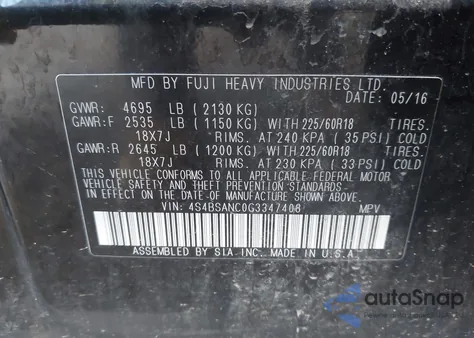 MFD BY FUJI HEAVY INDUSTRIES LTD.
DATE: 05/16
GVWR: 4695 LB (2130 KG)
GAWR:F 2535 LB (1150 KG) WITH 225/60R18 TIRES.
18X7J RIMS. AT 240 KPA (35 PSI) COLD
GAWR:R 2645 LB (1200 KG) WITH 225/60R18 TIRES.
18X7J RIMS. AT 230 KPA (33 PSI) COLD
THIS VEHICLE CONFORMS TO ALL APPLICABLE FEDERAL MOTOR
VEHICLE SAFETY AND BUMPER STANDARDS IN EFFECT ON THE
DATE OF MANUFACTURE SHOWN ABOVE.
VIN: 4S4BSANC0G3347408 MPV
ASSEMBLED BY SIA INC. MADE IN U.S.A.
autoSnap